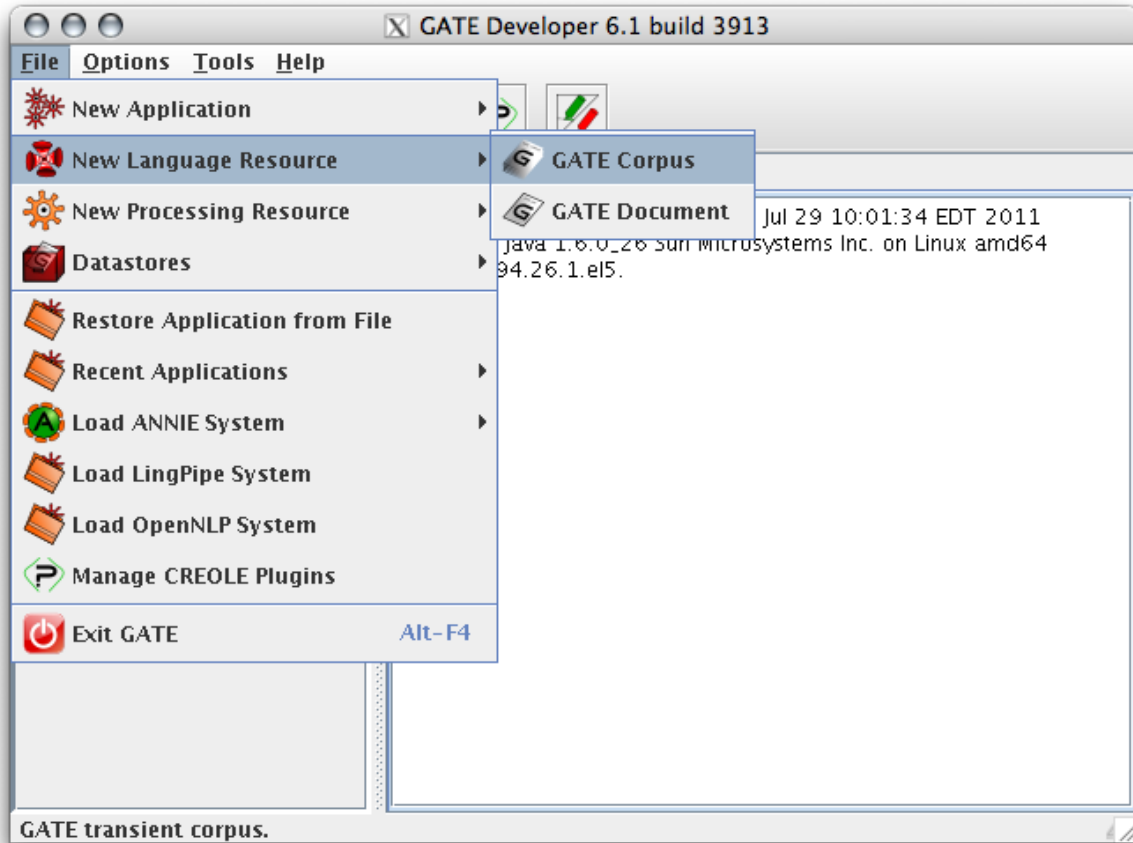 GATE Developer 6.1 build 3913
File Options Tools Help
New Application
New Language Resource
GATE Corpus
New Processing Resource
GATE Document
Jul 29 10:01:34 EDT 2011
Java 1.6.0_26 Sun Microsystems Inc. on Linux amd64
Datastores
94.26.1.el5.
Restore Application from File
Recent Applications
Load ANNIE System
Load LingPipe System
Load OpenNLP System
Manage CREOLE Plugins
Exit GATE Alt-F4
GATE transient corpus.